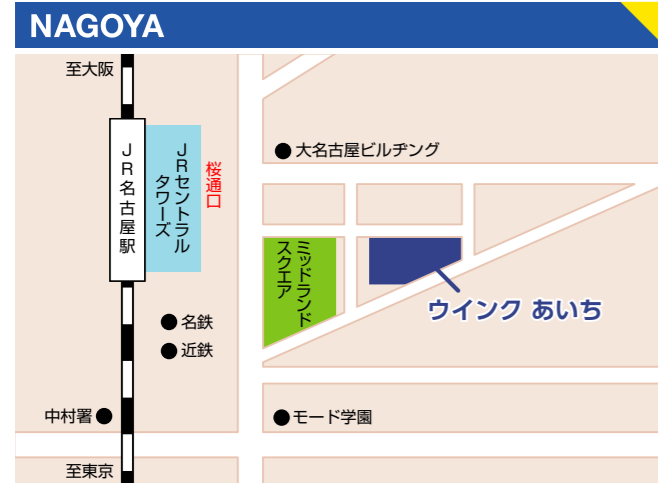 NAGOYA
至大阪
JR名古屋駅
JRセントラル
タワーズ
桜通口
大名古屋ビルヂング
ミッドランド
スクエア
ウインク あいち
名鉄
近鉄
中村署
モード学園
至東京